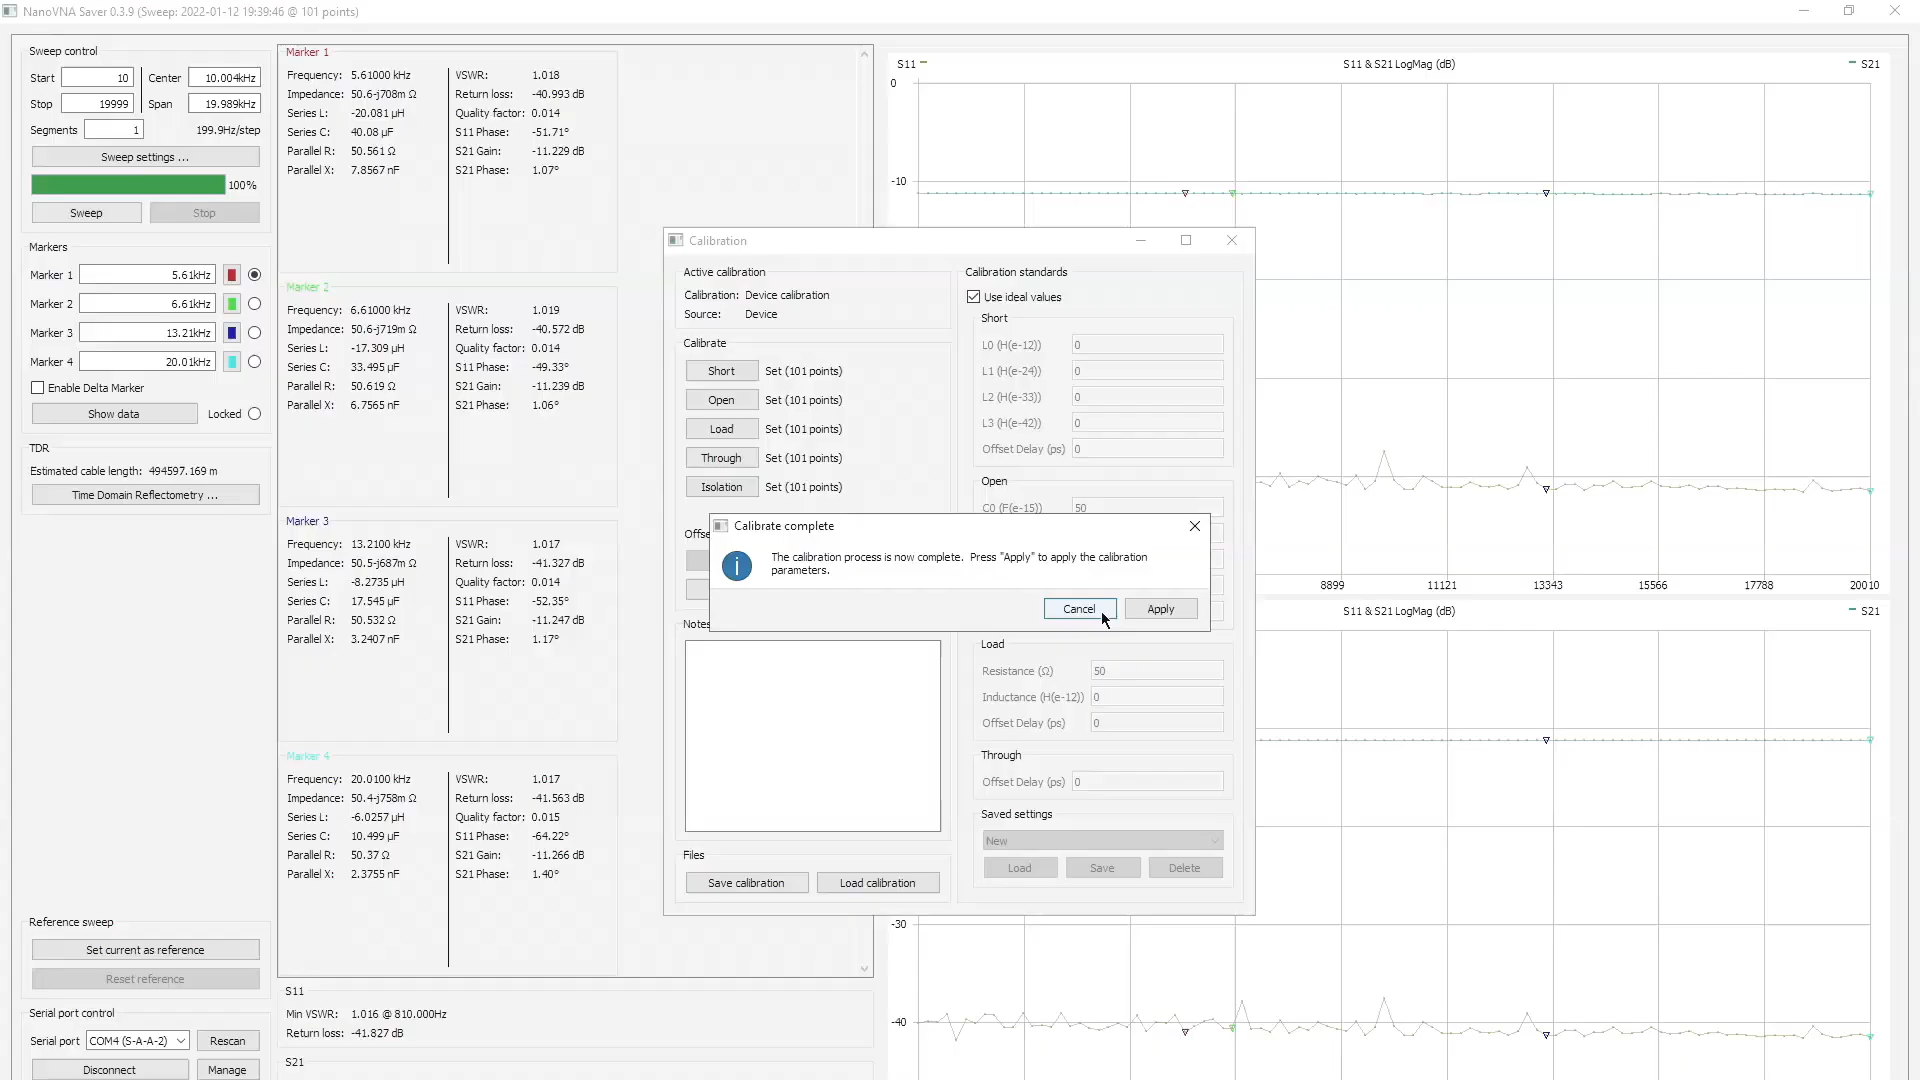 NanoVNA Saver 0.3.9 (Sweep: 2022-01-12 19:39:46 @ 101 points)
Sweep control
Start 10 Center 10.004kHz
Stop 19999 Span 19.989kHz
Segments 1 199.9Hz/step
Sweep settings ...
100%
Sweep Stop
Markers
Marker 1 5.61kHz
Marker 2 6.61kHz
Marker 3 13.21kHz
Marker 4 20.01kHz
Enable Delta Marker
Show data Locked
TDR
Estimated cable length: 494597.169 m
Time Domain Reflectometry ...
Reference sweep
Set current as reference
Reset reference
Serial port control
Serial port COM4 (S-A-A-2) Rescan
Disconnect Manage
Marker 1
Frequency: 5.61000 kHz VSWR: 1.018
Impedance: 50.6-j708m Ω Return loss: -40.993 dB
Series L: -20.081 µH Quality factor: 0.014
Series C: 40.08 µF S11 Phase: -51.71°
Parallel R: 50.561 Ω S21 Gain: -11.229 dB
Parallel X: 7.8567 nF S21 Phase: 1.07°
Marker 2
Frequency: 6.61000 kHz VSWR: 1.019
Impedance: 50.6-j719m Ω Return loss: -40.572 dB
Series L: -17.309 µH Quality factor: 0.014
Series C: 33.495 µF S11 Phase: -49.33°
Parallel R: 50.619 Ω S21 Gain: -11.239 dB
Parallel X: 6.7565 nF S21 Phase: 1.06°
Marker 3
Frequency: 13.2100 kHz VSWR: 1.017
Impedance: 50.5-j687m Ω Return loss: -41.327 dB
Series L: -8.2735 µH Quality factor: 0.014
Series C: 17.545 µF S11 Phase: -52.35°
Parallel R: 50.532 Ω S21 Gain: -11.247 dB
Parallel X: 3.2407 nF S21 Phase: 1.17°
Marker 4
Frequency: 20.0100 kHz VSWR: 1.017
Impedance: 50.4-j758m Ω Return loss: -41.563 dB
Series L: -6.0257 µH Quality factor: 0.015
Series C: 10.499 µF S11 Phase: -64.22°
Parallel R: 50.37 Ω S21 Gain: -11.266 dB
Parallel X: 2.3755 nF S21 Phase: 1.40°
S11
Min VSWR: 1.016 @ 810.000Hz
Return loss: -41.827 dB
S21
S11 S11 & S21 LogMag (dB) S21
0
-10
8899 11121 13343 15566 17788 20010
S11 & S21 LogMag (dB) S21
-30
-40
Calibration
Active calibration
Calibration: Device calibration
Source: Device
Calibrate
Short Set (101 points)
Open Set (101 points)
Load Set (101 points)
Through Set (101 points)
Isolation Set (101 points)
Offse
Notes
Files
Save calibration Load calibration
Calibration standards
Use ideal values
Short
L0 (H(e-12)) 0
L1 (H(e-24)) 0
L2 (H(e-33)) 0
L3 (H(e-42)) 0
Offset Delay (ps) 0
Open
C0 (F(e-15)) 50
Load
Resistance (Ω) 50
Inductance (H(e-12)) 0
Offset Delay (ps) 0
Through
Offset Delay (ps) 0
Saved settings
New
Load Save Delete
Calibrate complete
The calibration process is now complete. Press "Apply" to apply the calibration
parameters.
Cancel Apply